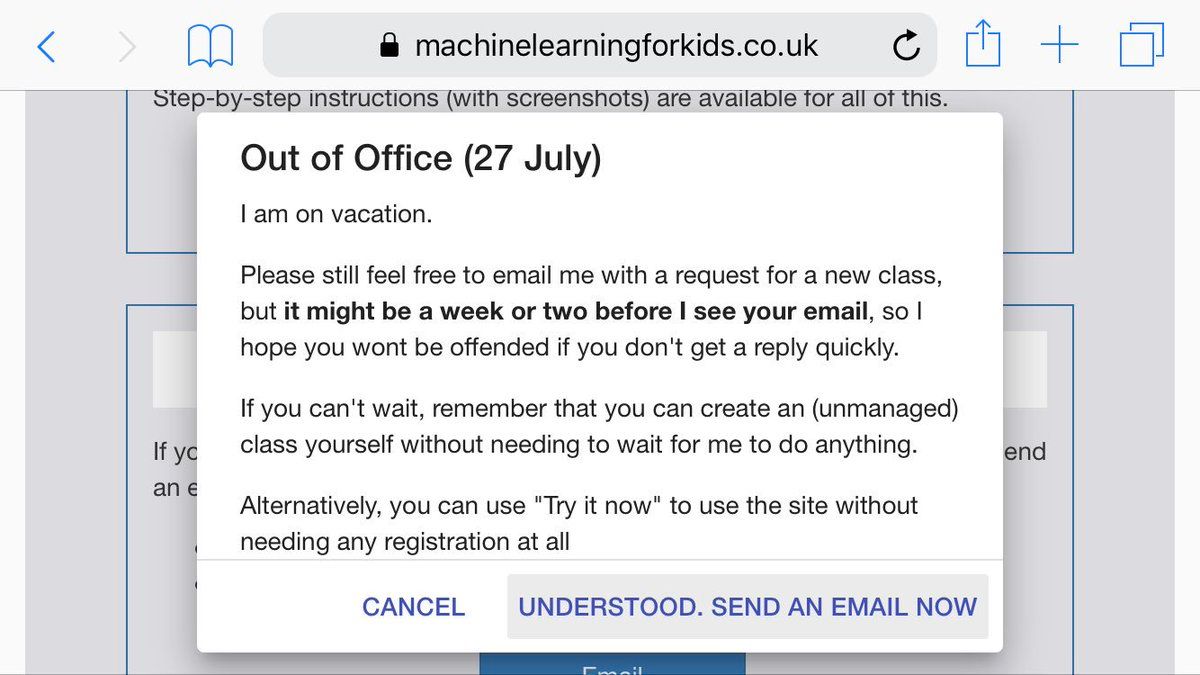 machinelearningforkids.co.uk
Step-by-step instructions (with screenshots) are available for all of this.
Out of Office (27 July)
I am on vacation.
Please still feel free to email me with a request for a new class,
but it might be a week or two before I see your email, so I
hope you wont be offended if you don't get a reply quickly.
If you can't wait, remember that you can create an (unmanaged)
class yourself without needing to wait for me to do anything.
Alternatively, you can use "Try it now" to use the site without
needing any registration at all
If yo
end
an e
CANCEL
UNDERSTOOD. SEND AN EMAIL NOW
Email